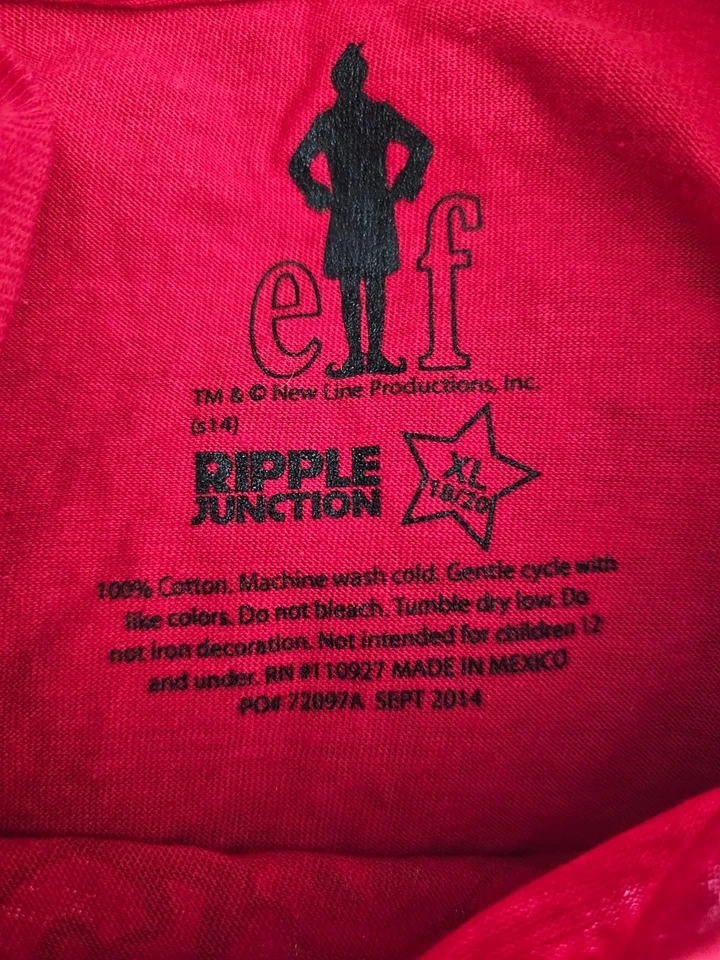 elf
TM & © New Line Productions, Inc.
(s14)
RIPPLE
JUNCTION
XL
18/20
100% Cotton. Machine wash cold. Gentle cycle with
like colors. Do not bleach. Tumble dry low. Do
not iron decoration. Not intended for children 12
and under. RN #110927 MADE IN MEXICO
PO# 72097A SEPT 2014